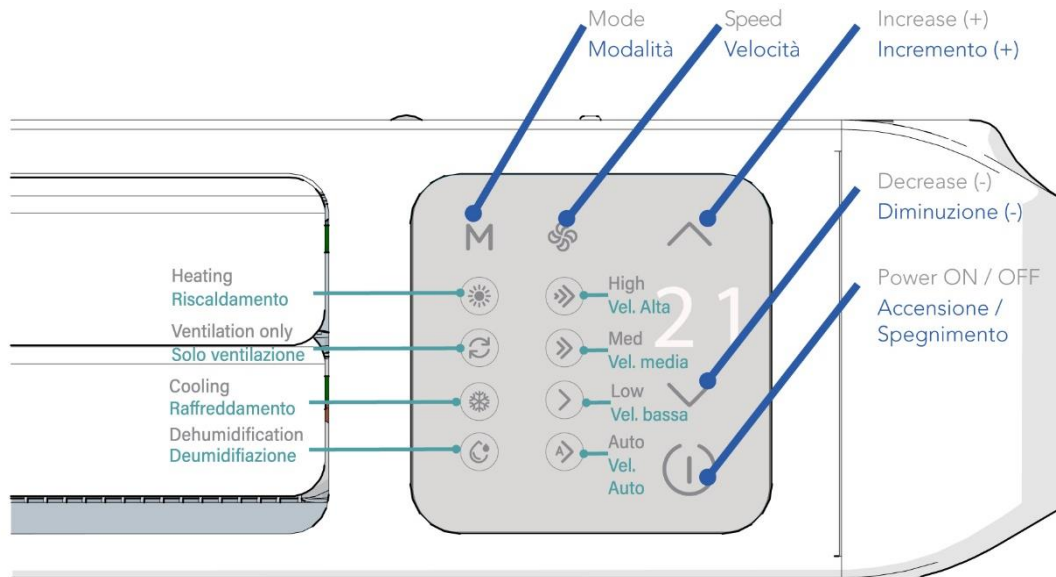 Mode
Modalità
Speed
Velocità
Increase (+)
Incremento (+)
Decrease (-)
Diminuzione (-)
Power ON / OFF
Accensione /
Spegnimento
M
Heating
Riscaldamento
Ventilation only
Solo ventilazione
Cooling
Raffreddamento
Dehumidification
Deumidifiazione
High
Vel. Alta
Med
Vel. media
Low
Vel. bassa
A
Auto
Vel.
Auto
21